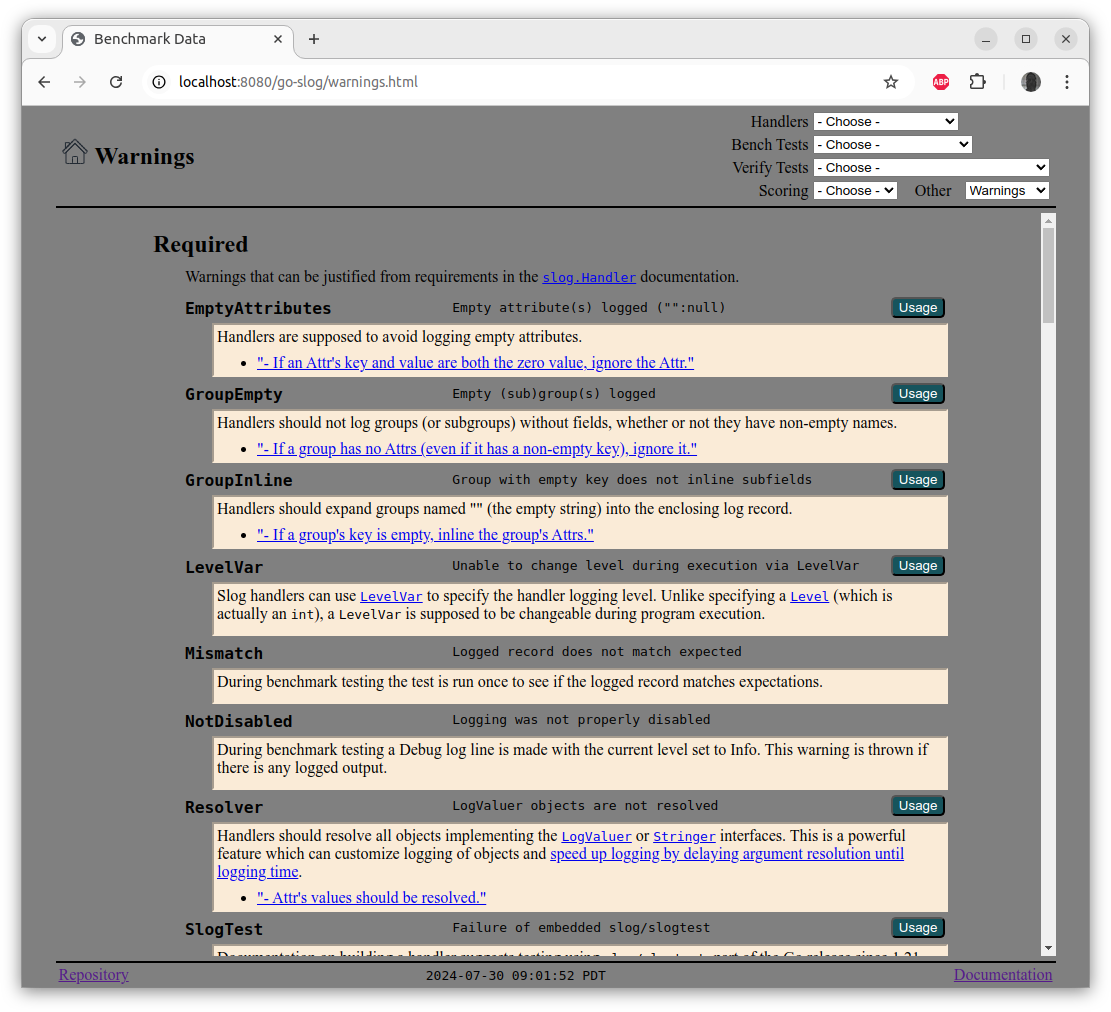 Benchmark Data
localhost:8080/go-slog/warnings.html
ABP
Warnings
Handlers - Choose -
Bench Tests - Choose -
Verify Tests - Choose -
Scoring - Choose - Other Warnings
Required
Warnings that can be justified from requirements in the slog.Handler documentation.
EmptyAttributes Empty attribute(s) logged ("":null) Usage
Handlers are supposed to avoid logging empty attributes.
• "- If an Attr's key and value are both the zero value, ignore the Attr."
GroupEmpty Empty (sub)group(s) logged Usage
Handlers should not log groups (or subgroups) without fields, whether or not they have non-empty names.
• "- If a group has no Attrs (even if it has a non-empty key), ignore it."
GroupInline Group with empty key does not inline subfields Usage
Handlers should expand groups named "" (the empty string) into the enclosing log record.
• "- If a group's key is empty, inline the group's Attrs."
LevelVar Unable to change level during execution via LevelVar Usage
Slog handlers can use LevelVar to specify the handler logging level. Unlike specifying a Level (which is
actually an int), a LevelVar is supposed to be changeable during program execution.
Mismatch Logged record does not match expected
During benchmark testing the test is run once to see if the logged record matches expectations.
NotDisabled Logging was not properly disabled
During benchmark testing a Debug log line is made with the current level set to Info. This warning is thrown if
there is any logged output.
Resolver LogValuer objects are not resolved Usage
Handlers should resolve all objects implementing the LogValuer or Stringer interfaces. This is a powerful
feature which can customize logging of objects and speed up logging by delaying argument resolution until
logging time.
• "- Attr's values should be resolved."
SlogTest Failure of embedded slog/slogtest Usage
Repository 2024-07-30 09:01:52 PDT Documentation